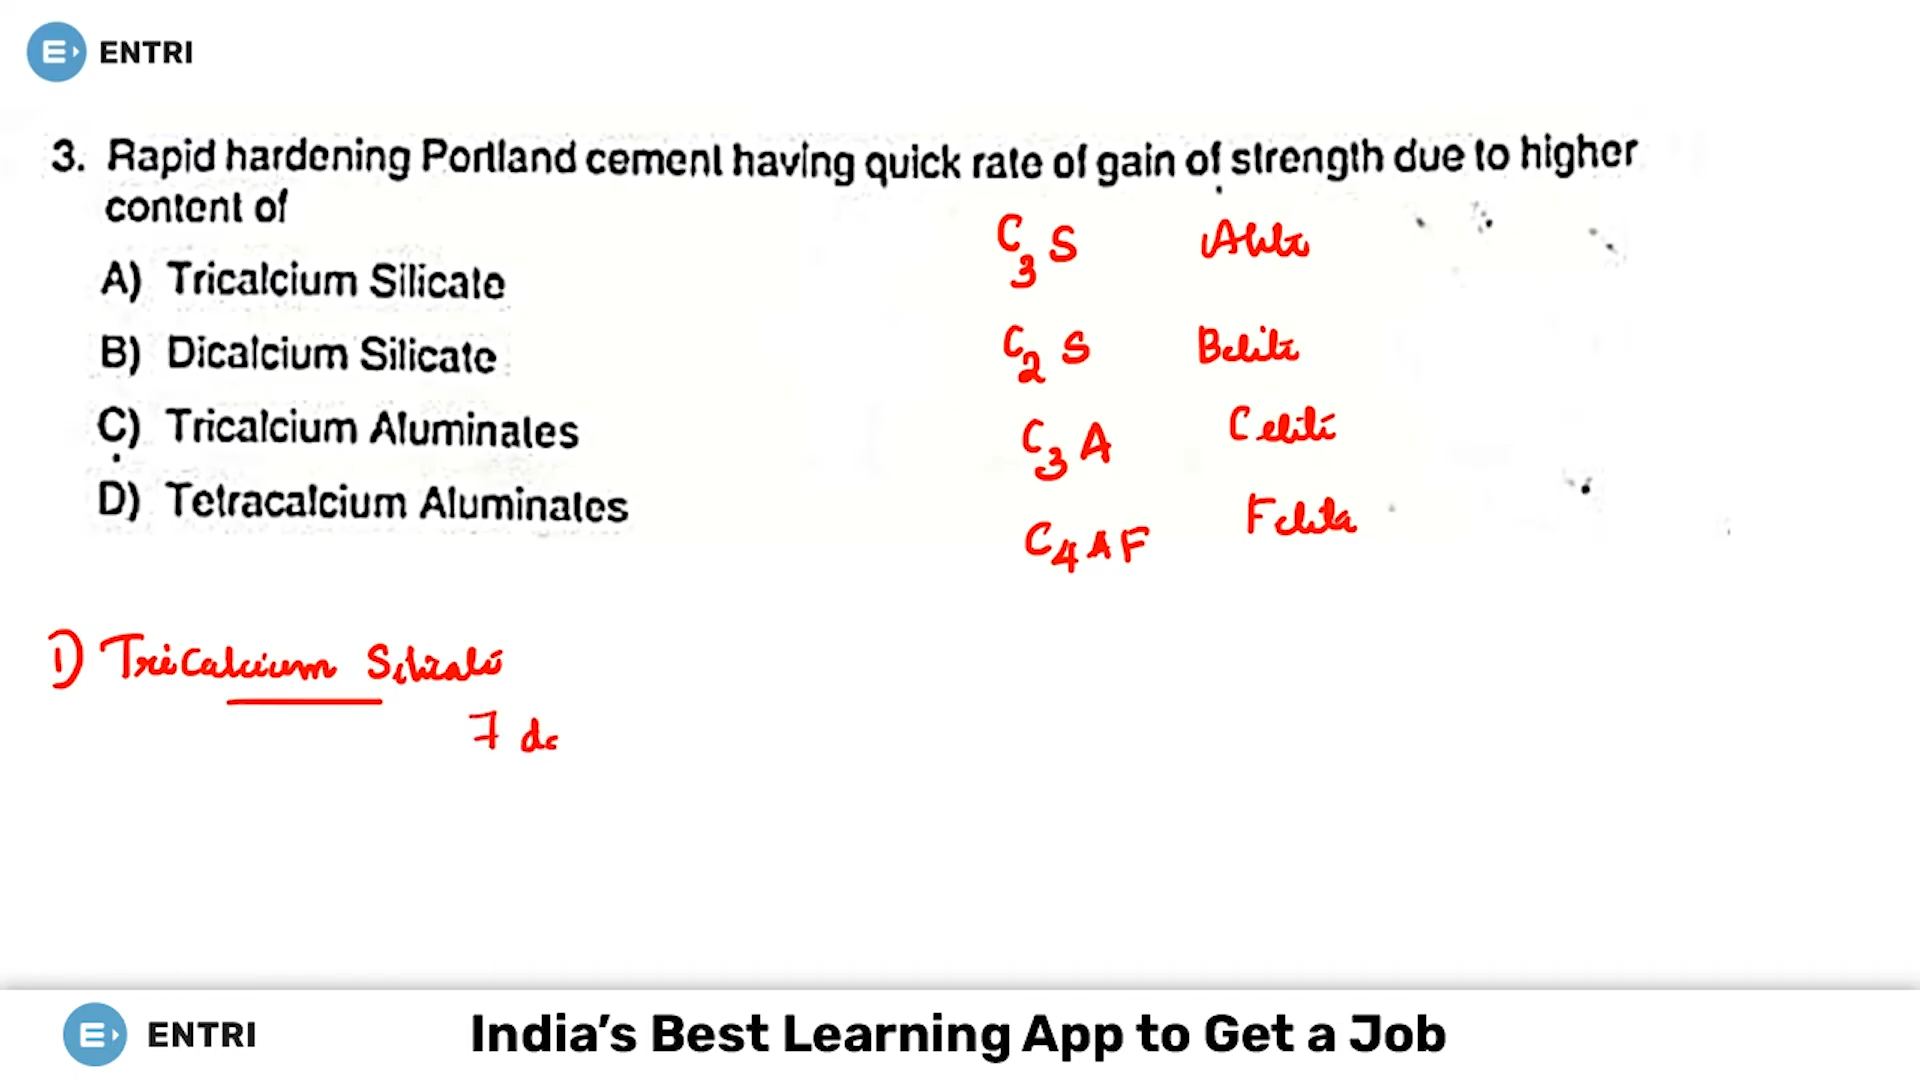 ENTRI
3. Rapid hardening Portland cement having quick rate of gain of strength due to higher
content of
A) Tricalcium Silicate
B) Dicalcium Silicate
C) Tricalcium Aluminates
D) Tetracalcium Aluminates
C3S Alite
C2S Belite
C3A Celite
C4AF Felite
1) Tricalcium Silicate
7 da
ENTRI
India's Best Learning App to Get a Job